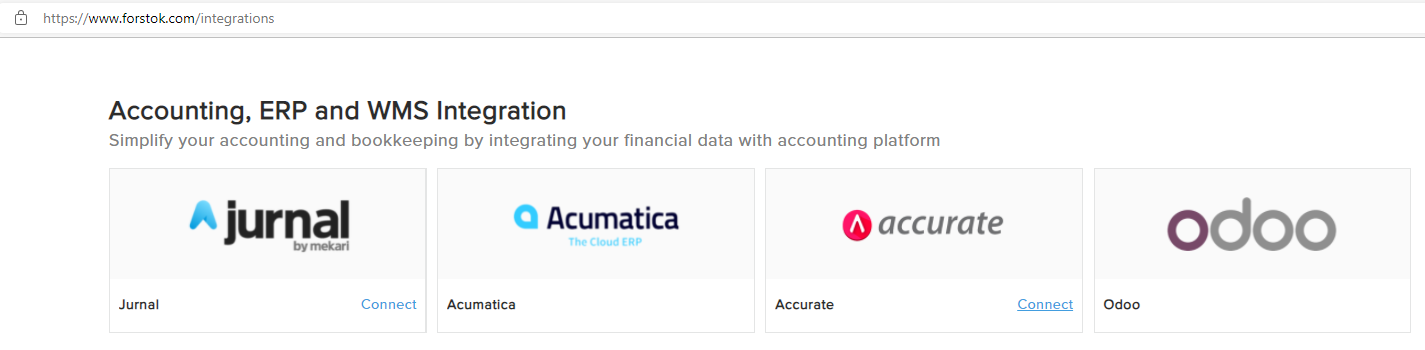 https://www.forstok.com/integrations
Accounting, ERP and WMS Integration
Simplify your accounting and bookkeeping by integrating your financial data with accounting platform
jurnal
by mekari
Acumatica
The Cloud ERP
accurate
odoo
Jurnal Connect
Acumatica
Accurate Connect
Odoo